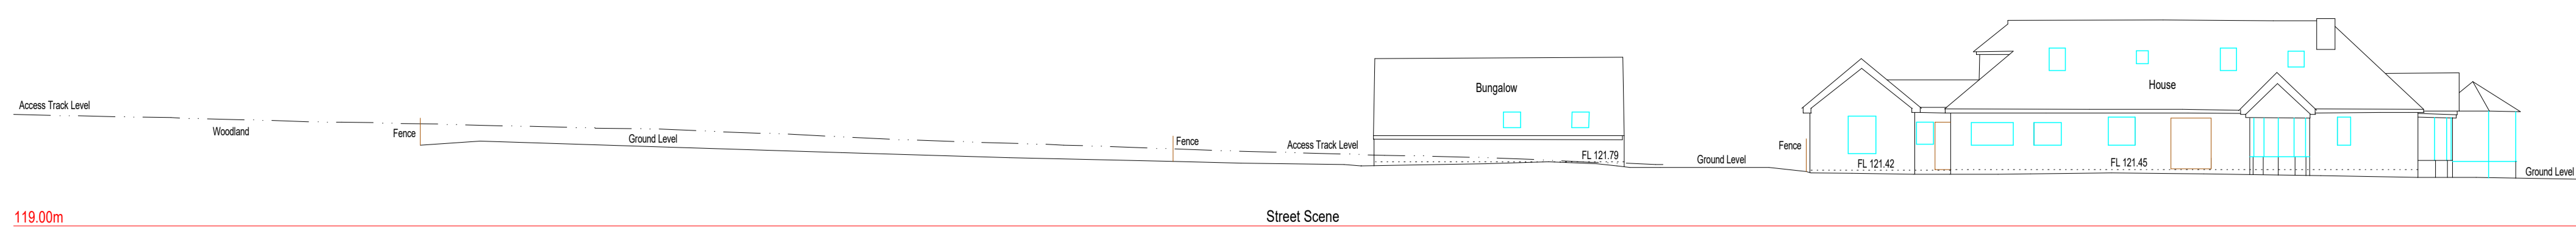 Access Track Level
Woodland
Fence
Ground Level
Fence
Access Track Level
Bungalow
FL 121.79
Ground Level
Fence
FL 121.42
House
FL 121.45
Ground Level
119.00m
Street Scene